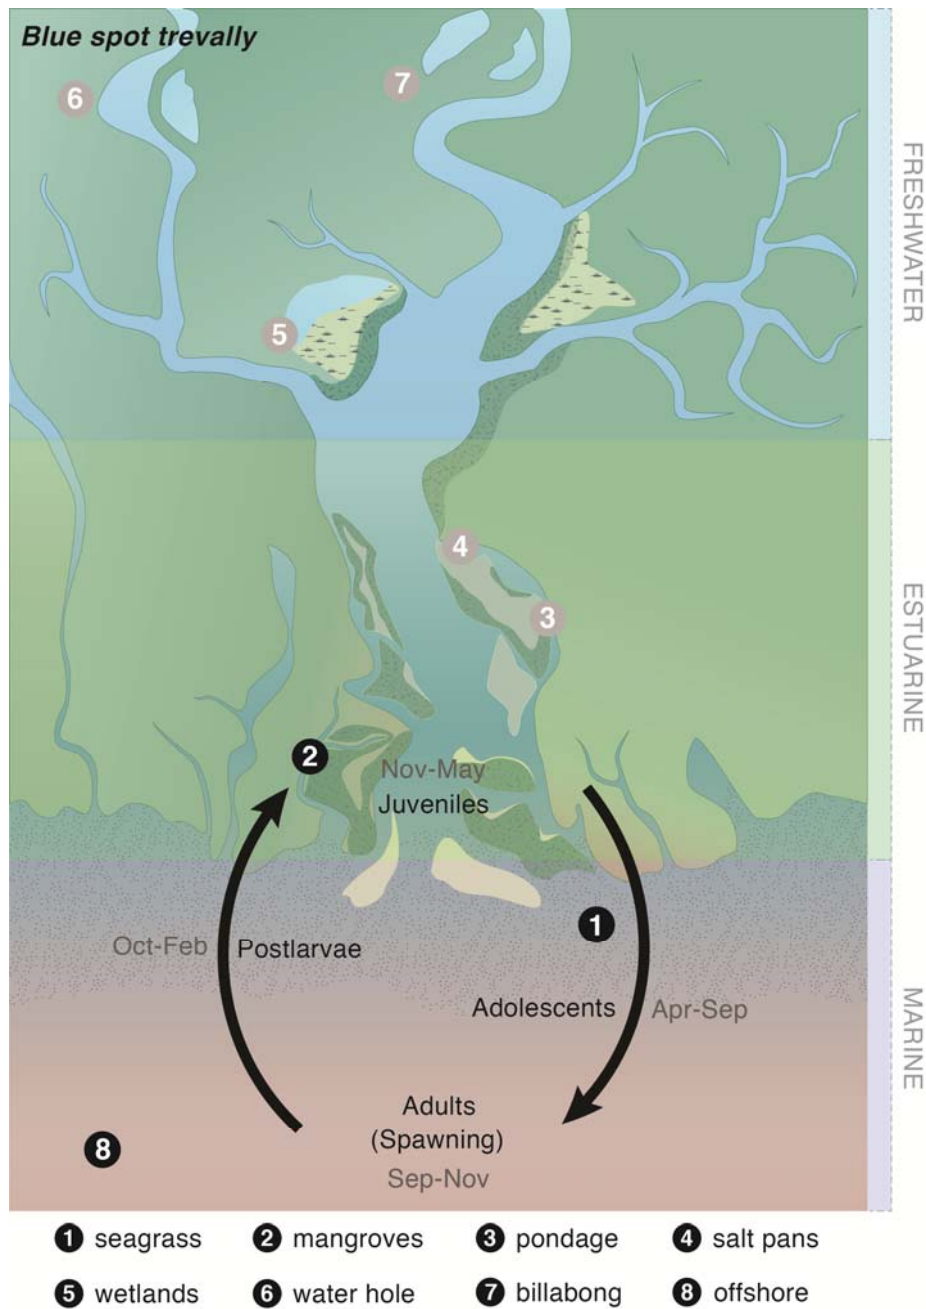 Blue spot trevally
6
7
FRESHWATER
5
4
3
ESTUARINE
2
Nov-May
Juveniles
1
Oct-Feb
Postlarvae
Adolescents
Apr-Sep
MARINE
Adults
(Spawning)
Sep-Nov
8
1 seagrass
2 mangroves
3 pondage
4 salt pans
5 wetlands
6 water hole
7 billabong
8 offshore